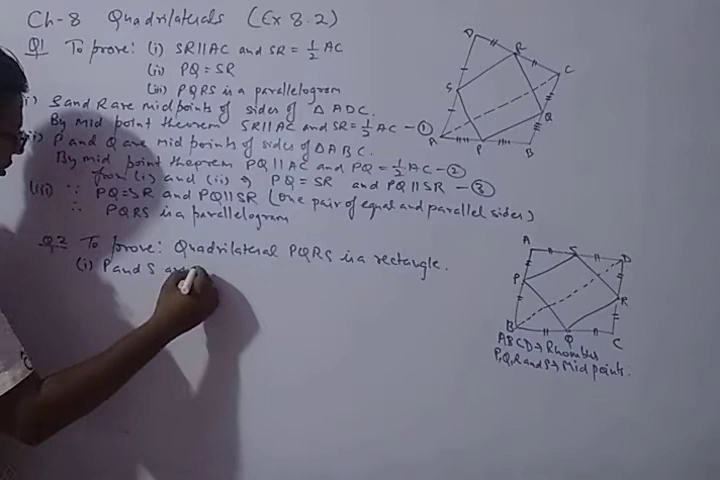 Ch-8 Quadrilaterals (Ex 8.2)
Q1 To prove: (i) SR||AC and SR = 1/2 AC
(ii) PQ = SR
(iii) PQRS is a parallelogram
i) S and R are mid points of sides of △ ADC.
By mid point theorem SR||AC and SR = 1/2 AC - ①
ii) P and Q are mid points of sides of △ABC.
By mid point theorem PQ||AC and PQ = 1/2 AC - ②
from (i) and (ii) ⇒ PQ = SR and PQ||SR - ③
(iii) ∵ PQ=SR and PQ||SR (One pair of equal and parallel sides)
∴ PQRS is a parallelogram
Q2 To prove: Quadrilateral PQRS is a rectangle.
(i) P and S are
D
R
C
S
Q
A
P
B
A
S
D
P
R
B
Q
C
ABCD → Rhombus
P,Q,R and S → Mid points.